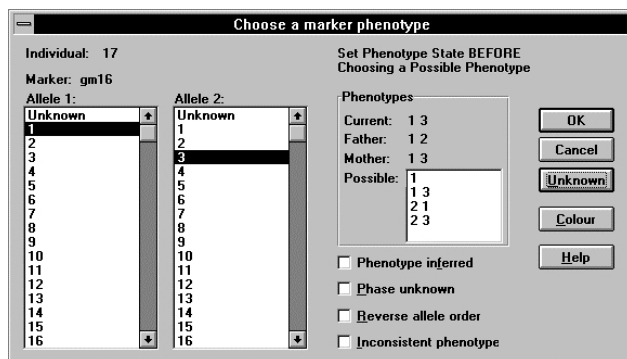 Choose a marker phenotype
Individual: 17
Marker: gm16
Allele 1:
Unknown
1
2
3
4
5
6
7
8
9
10
11
12
13
14
15
16
Allele 2:
Unknown
1
2
3
4
5
6
7
8
9
10
11
12
13
14
15
16
Set Phenotype State BEFORE
Choosing a Possible Phenotype
Phenotypes
Current: 1 3
Father: 1 2
Mother: 1 3
Possible: 1
1 3
2 1
2 3
Phenotype inferred
Phase unknown
Reverse allele order
Inconsistent phenotype
OK
Cancel
Unknown
Colour
Help